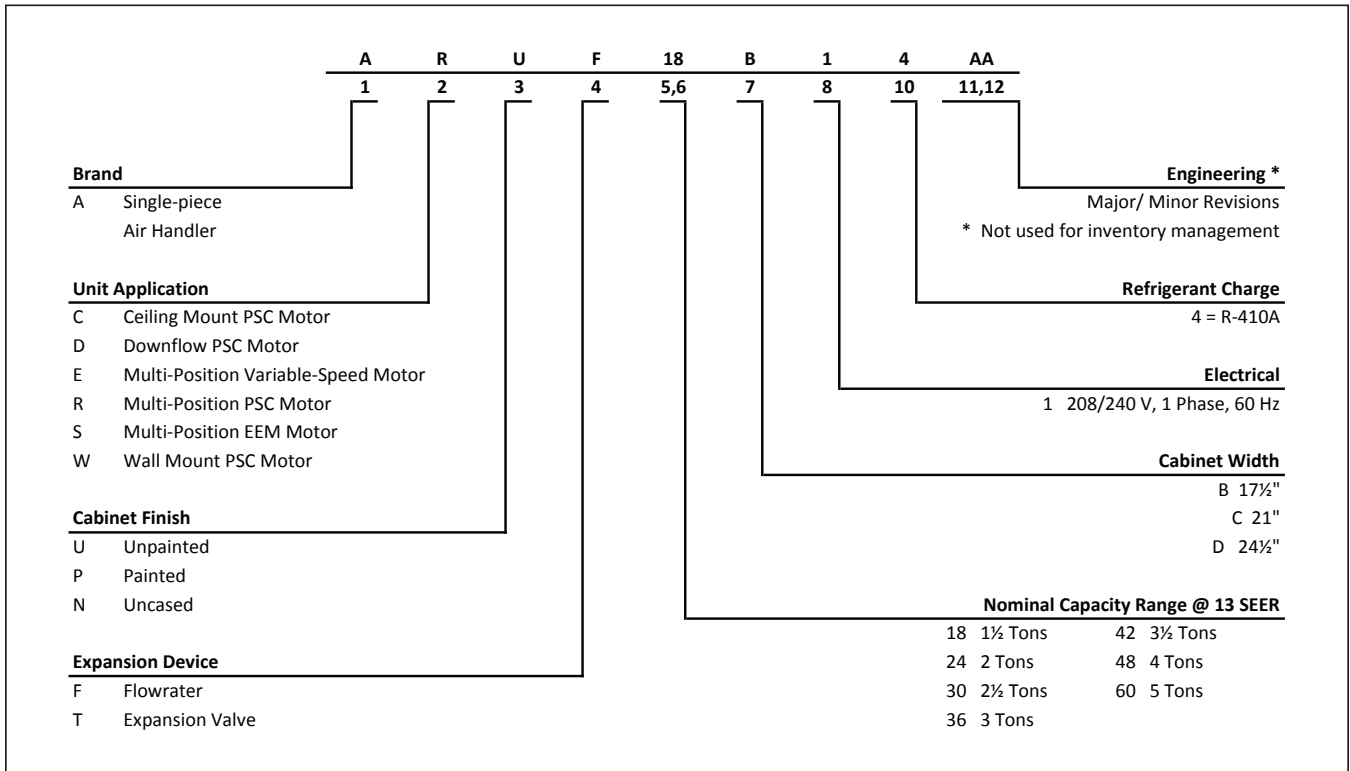 A R U F 18 B 1 4 AA
1 2 3 4 5,6 7 8 10 11,12
Brand
A Single-piece
Air Handler
Unit Application
C Ceiling Mount PSC Motor
D Downflow PSC Motor
E Multi-Position Variable-Speed Motor
R Multi-Position PSC Motor
S Multi-Position EEM Motor
W Wall Mount PSC Motor
Cabinet Finish
U Unpainted
P Painted
N Uncased
Expansion Device
F Flowrater
T Expansion Valve
Engineering *
Major/ Minor Revisions
* Not used for inventory management
Refrigerant Charge
4 = R-410A
Electrical
1 208/240 V, 1 Phase, 60 Hz
Cabinet Width
B 17½"
C 21"
D 24½"
Nominal Capacity Range @ 13 SEER
18 1½ Tons 42 3½ Tons
24 2 Tons 48 4 Tons
30 2½ Tons 60 5 Tons
36 3 Tons